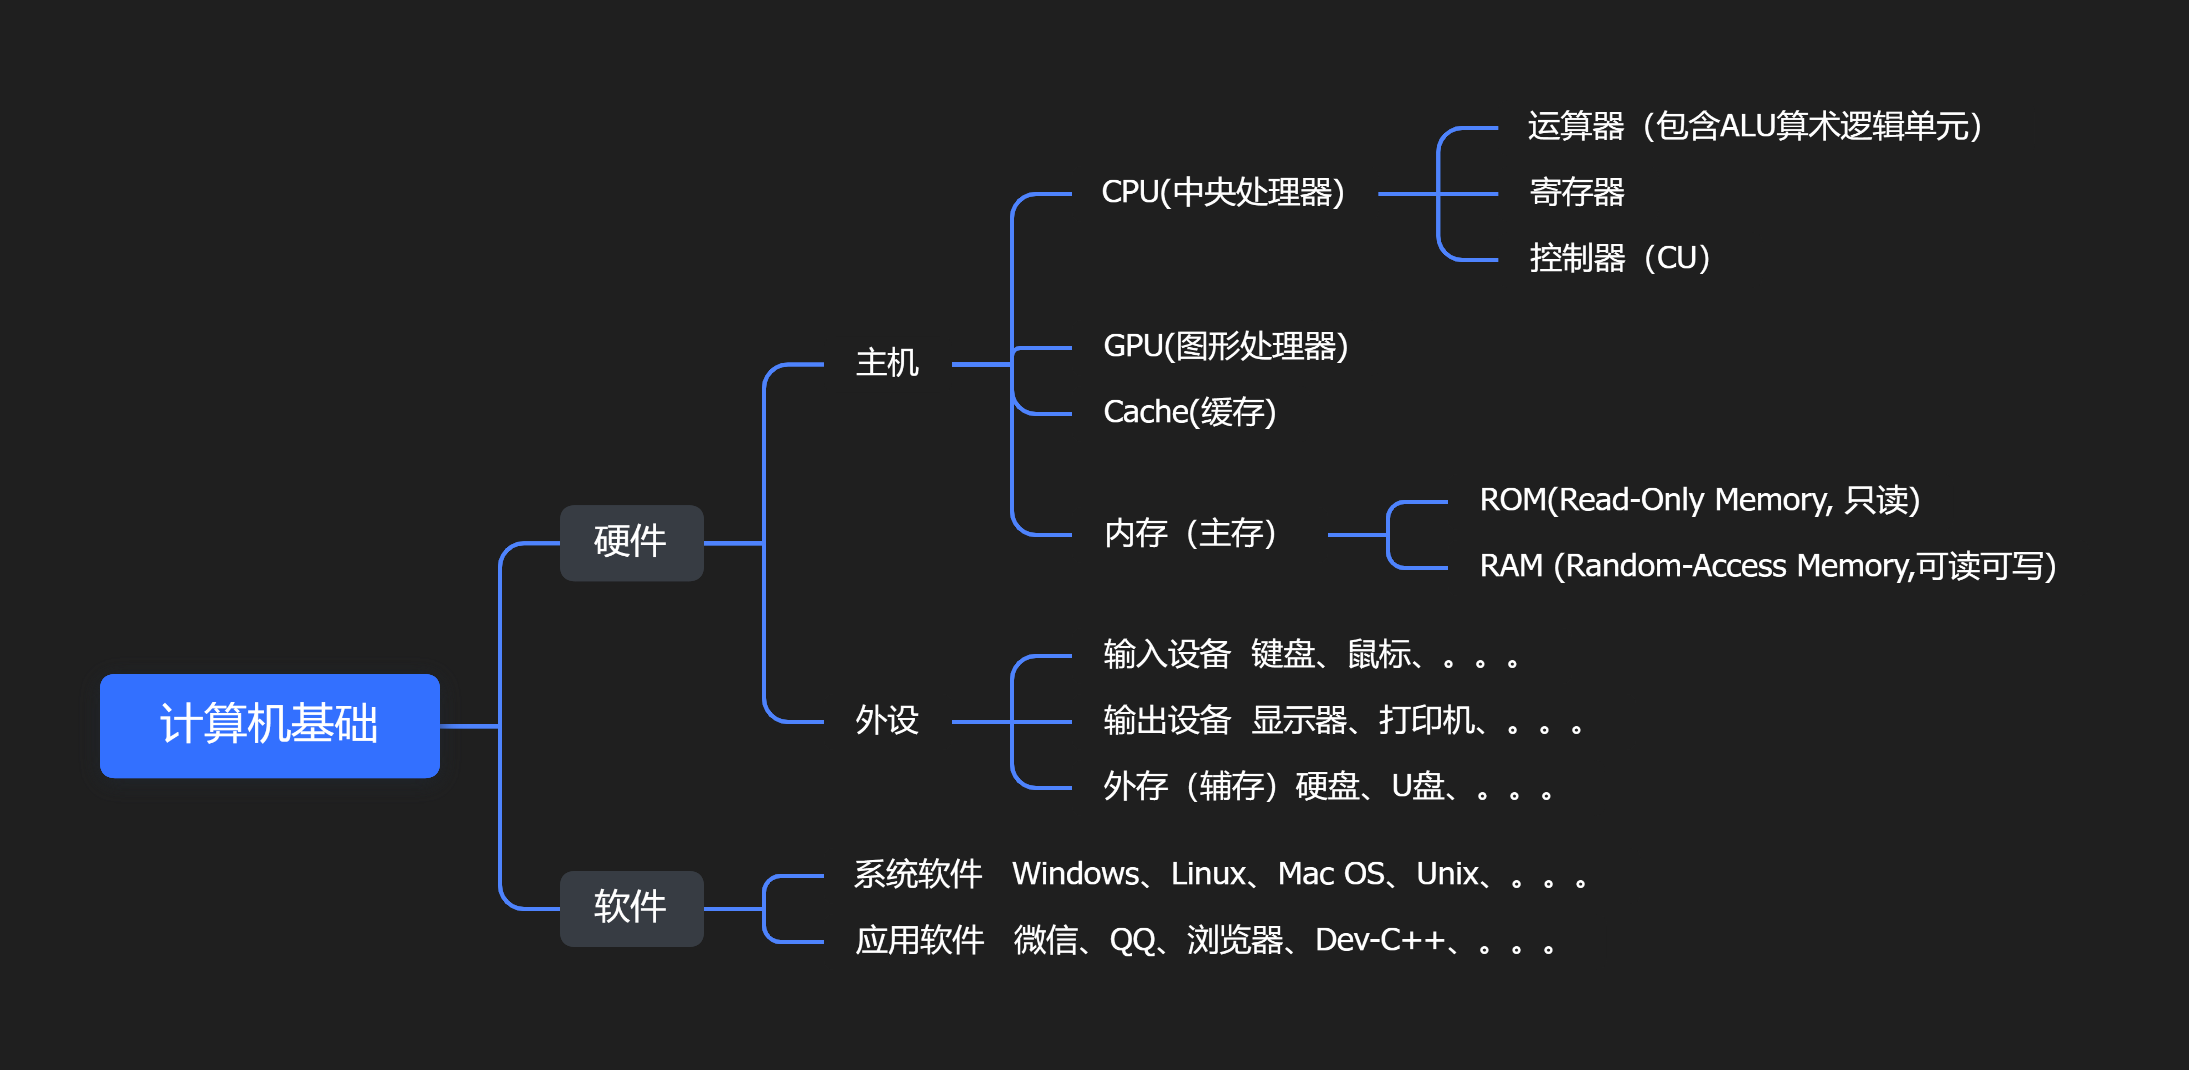 计算机基础
硬件
主机
CPU(中央处理器)
运算器（包含ALU算术逻辑单元）
寄存器
控制器（CU）
GPU(图形处理器)
Cache(缓存)
内存（主存）
ROM(Read-Only Memory, 只读)
RAM (Random-Access Memory,可读可写)
外设
输入设备 键盘、鼠标、。。。
输出设备 显示器、打印机、。。。
外存（辅存）硬盘、U盘、。。。
软件
系统软件 Windows、Linux、Mac OS、Unix、。。。
应用软件 微信、QQ、浏览器、Dev-C++、。。。